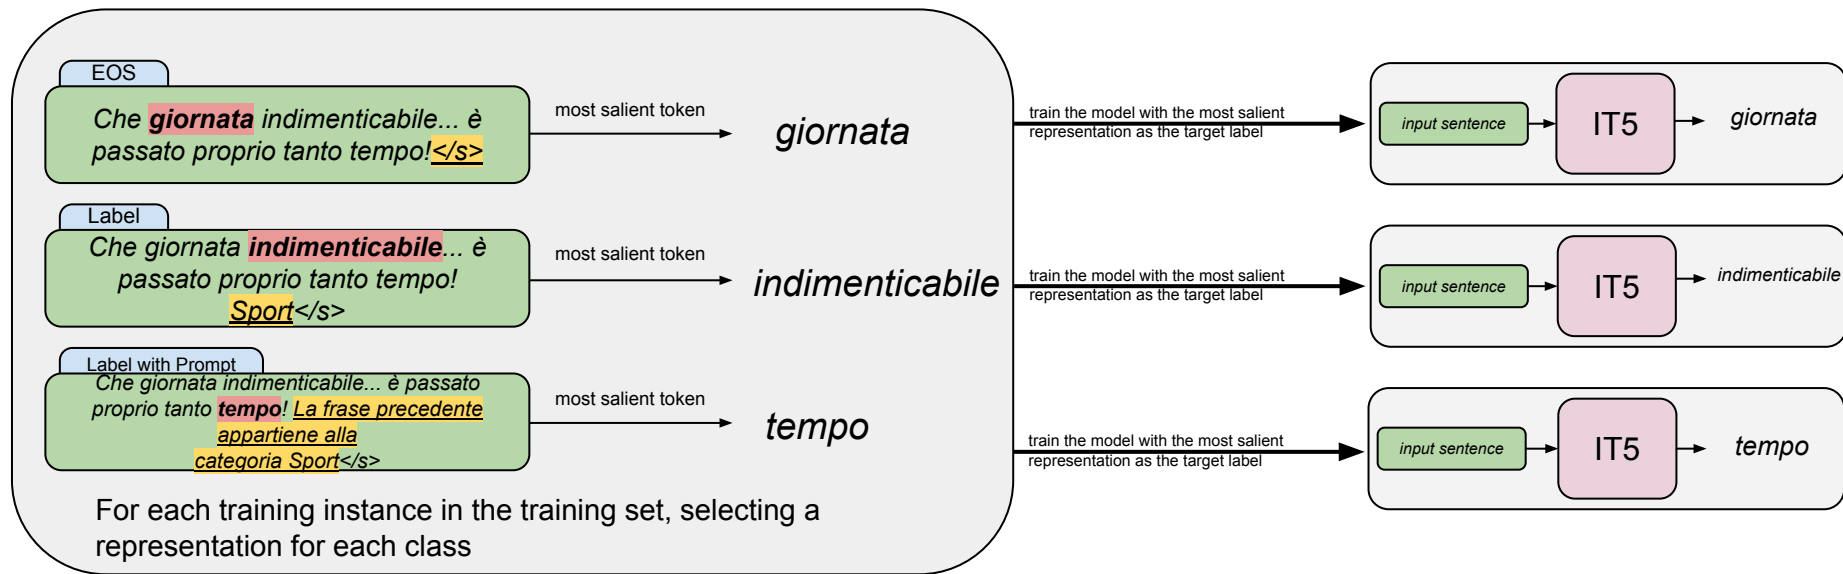 EOS
Che giornata indimenticabile... è
passato proprio tanto tempo!</s>
most salient token
giornata
train the model with the most salient
representation as the target label
input sentence
IT5
giornata
Label
Che giornata indimenticabile... è
passato proprio tanto tempo!
Sport</s>
most salient token
indimenticabile
train the model with the most salient
representation as the target label
input sentence
IT5
indimenticabile
Label with Prompt
Che giornata indimenticabile... è passato
proprio tanto tempo! La frase precedente
appartiene alla
categoria Sport</s>
most salient token
tempo
train the model with the most salient
representation as the target label
input sentence
IT5
tempo
For each training instance in the training set, selecting a
representation for each class